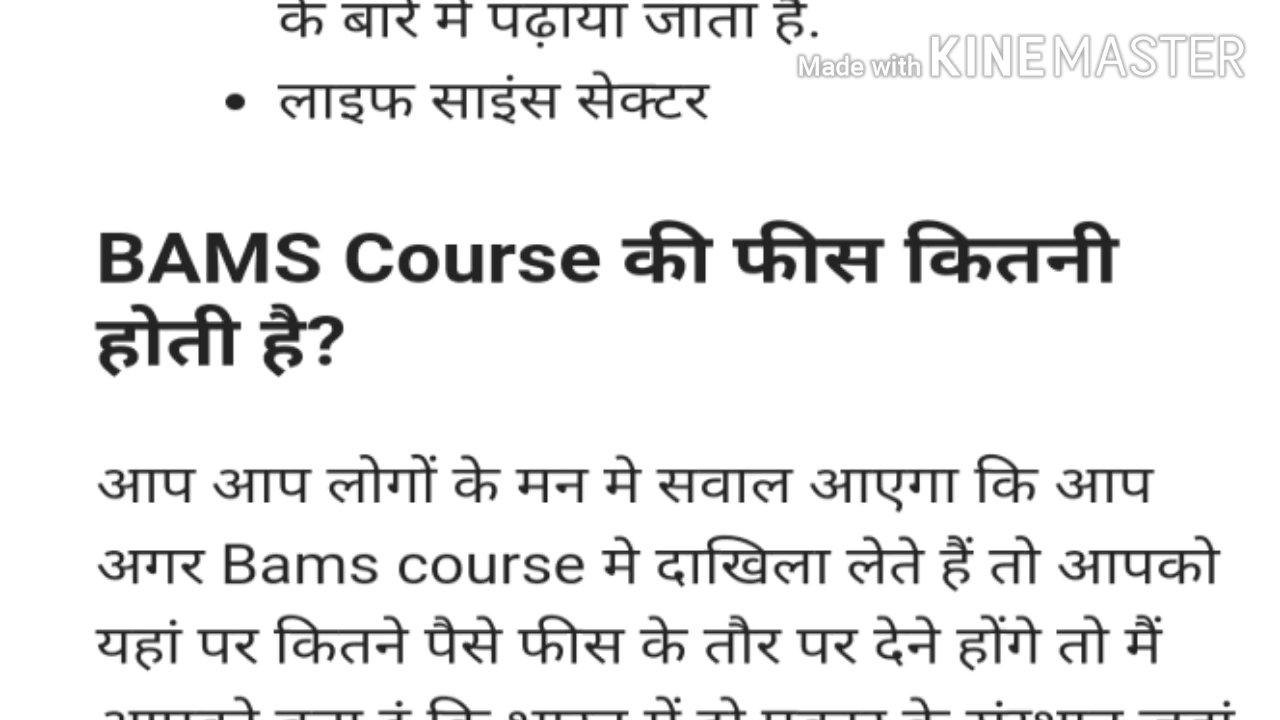 के बारे में पढ़ाया जाता है.
Made with KINEMASTER
• लाइफ साइंस सेक्टर
BAMS Course की फीस कितनी
होती है?
आप आप लोगों के मन मे सवाल आएगा कि आप
अगर Bams course मे दाखिला लेते हैं तो आपको
यहां पर कितने पैसे फीस के तौर पर देने होंगे तो मैं